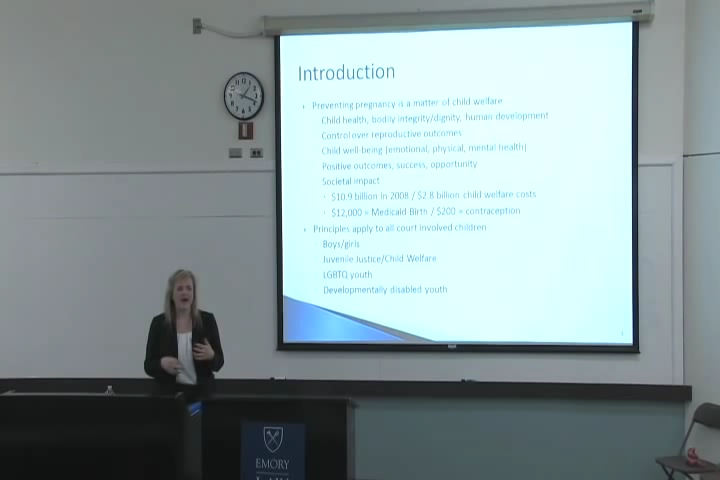 Introduction
Preventing pregnancy is a matter of child welfare
Child health, bodily integrity/dignity, human development
Control over reproductive outcomes
Child well-being (emotional, physical, mental health)
Positive outcomes, success, opportunity
Societal impact
$10.9 billion in 2008 / $2.8 billion child welfare costs
$12,000 = Medicaid Birth / $200 = contraception
Principles apply to all court involved children
Boys/girls
Juvenile Justice/Child Welfare
LGBTQ youth
Developmentally disabled youth
EMORY
LAW